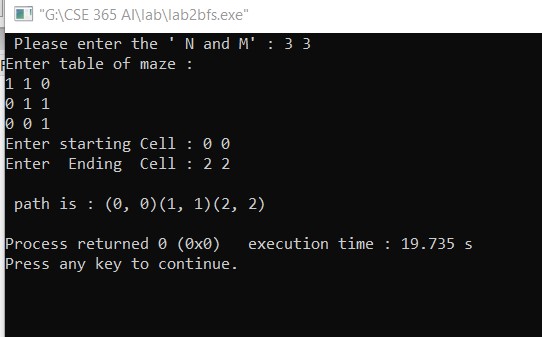 "G:\CSE 365 AI\lab\lab2bfs.exe"
Please enter the ' N and M' : 3 3
Enter table of maze :
1 1 0
0 1 1
0 0 1
Enter starting Cell : 0 0
Enter  Ending  Cell : 2 2
path is : (0, 0)(1, 1)(2, 2)
Process returned 0 (0x0)   execution time : 19.735 s
Press any key to continue.